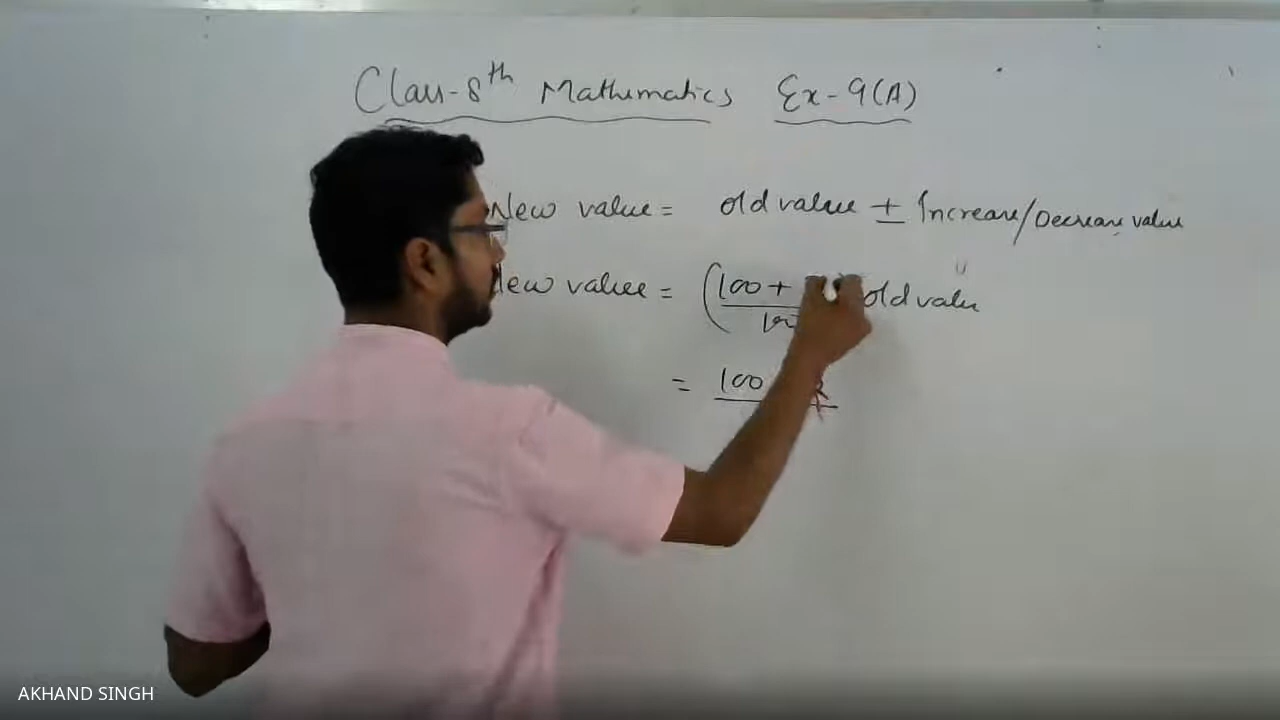 Class-8th Mathematics Ex-9(A)
New value = old value ± Increase/Decrease value
New value = (100+ old value
100
= 100
AKHAND SINGH